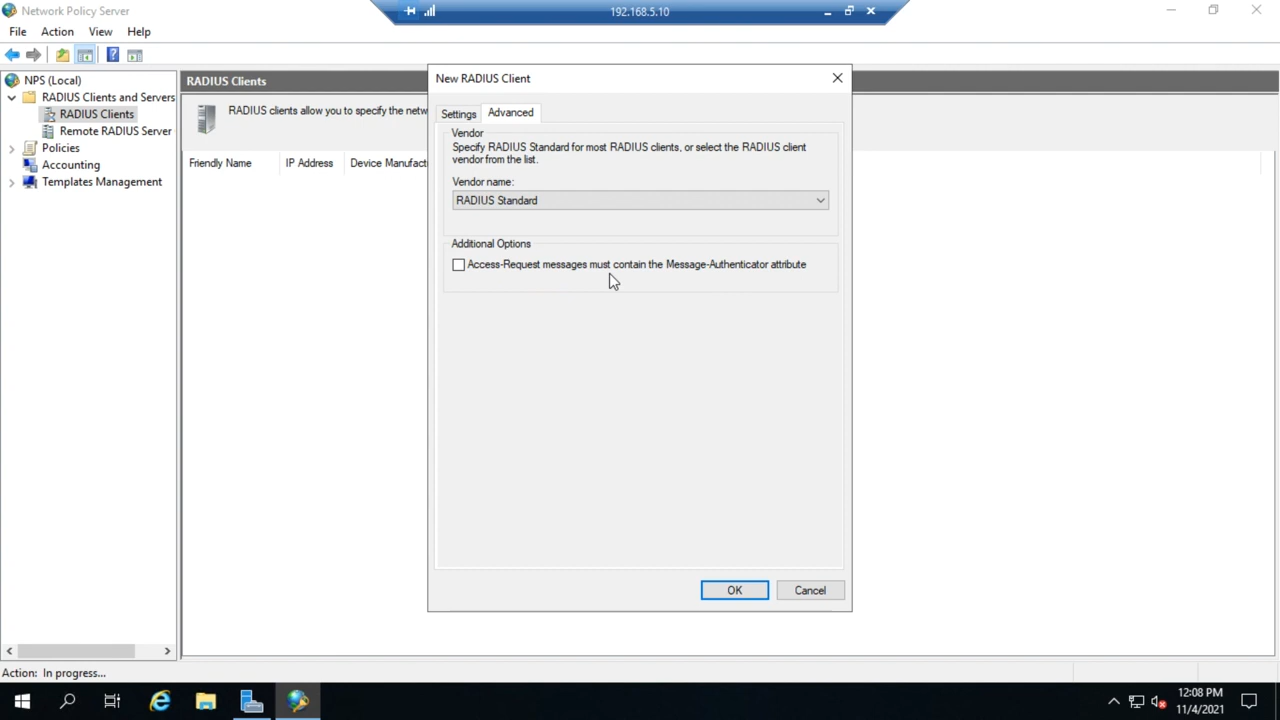 Network Policy Server
192.168.5.10
File Action View Help
NPS (Local)
RADIUS Clients and Servers
RADIUS Clients
Remote RADIUS Server
Policies
Accounting
Templates Management
RADIUS Clients
RADIUS clients allow you to specify the netw
Friendly Name IP Address Device Manufact
New RADIUS Client
Settings Advanced
Vendor
Specify RADIUS Standard for most RADIUS clients, or select the RADIUS client
vendor from the list.
Vendor name:
RADIUS Standard
Additional Options
Access-Request messages must contain the Message-Authenticator attribute
OK Cancel
Action: In progress...
12:08 PM
11/4/2021